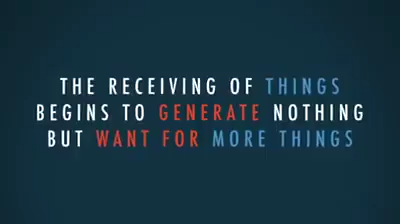 THE RECEIVING OF THINGS
BEGINS TO GENERATE NOTHING
BUT WANT FOR MORE THINGS